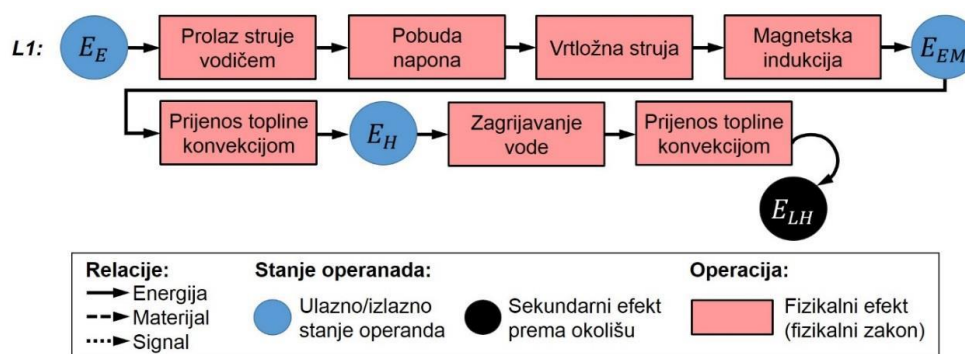 L1:
E_E
Prolaz struje
vodičem
Pobuda
napona
Vrtložna struja
Magnetska
indukcija
E_EM
Prijenos topline
konvekcijom
E_H
Zagrijavanje
vode
Prijenos topline
konvekcijom
E_LH
Relacije:
Energija
Materijal
Signal
Stanje operanada:
Ulazno/izlazno
stanje operanda
Sekundarni efekt
prema okolišu
Operacija:
Fizikalni efekt
(fizikalni zakon)